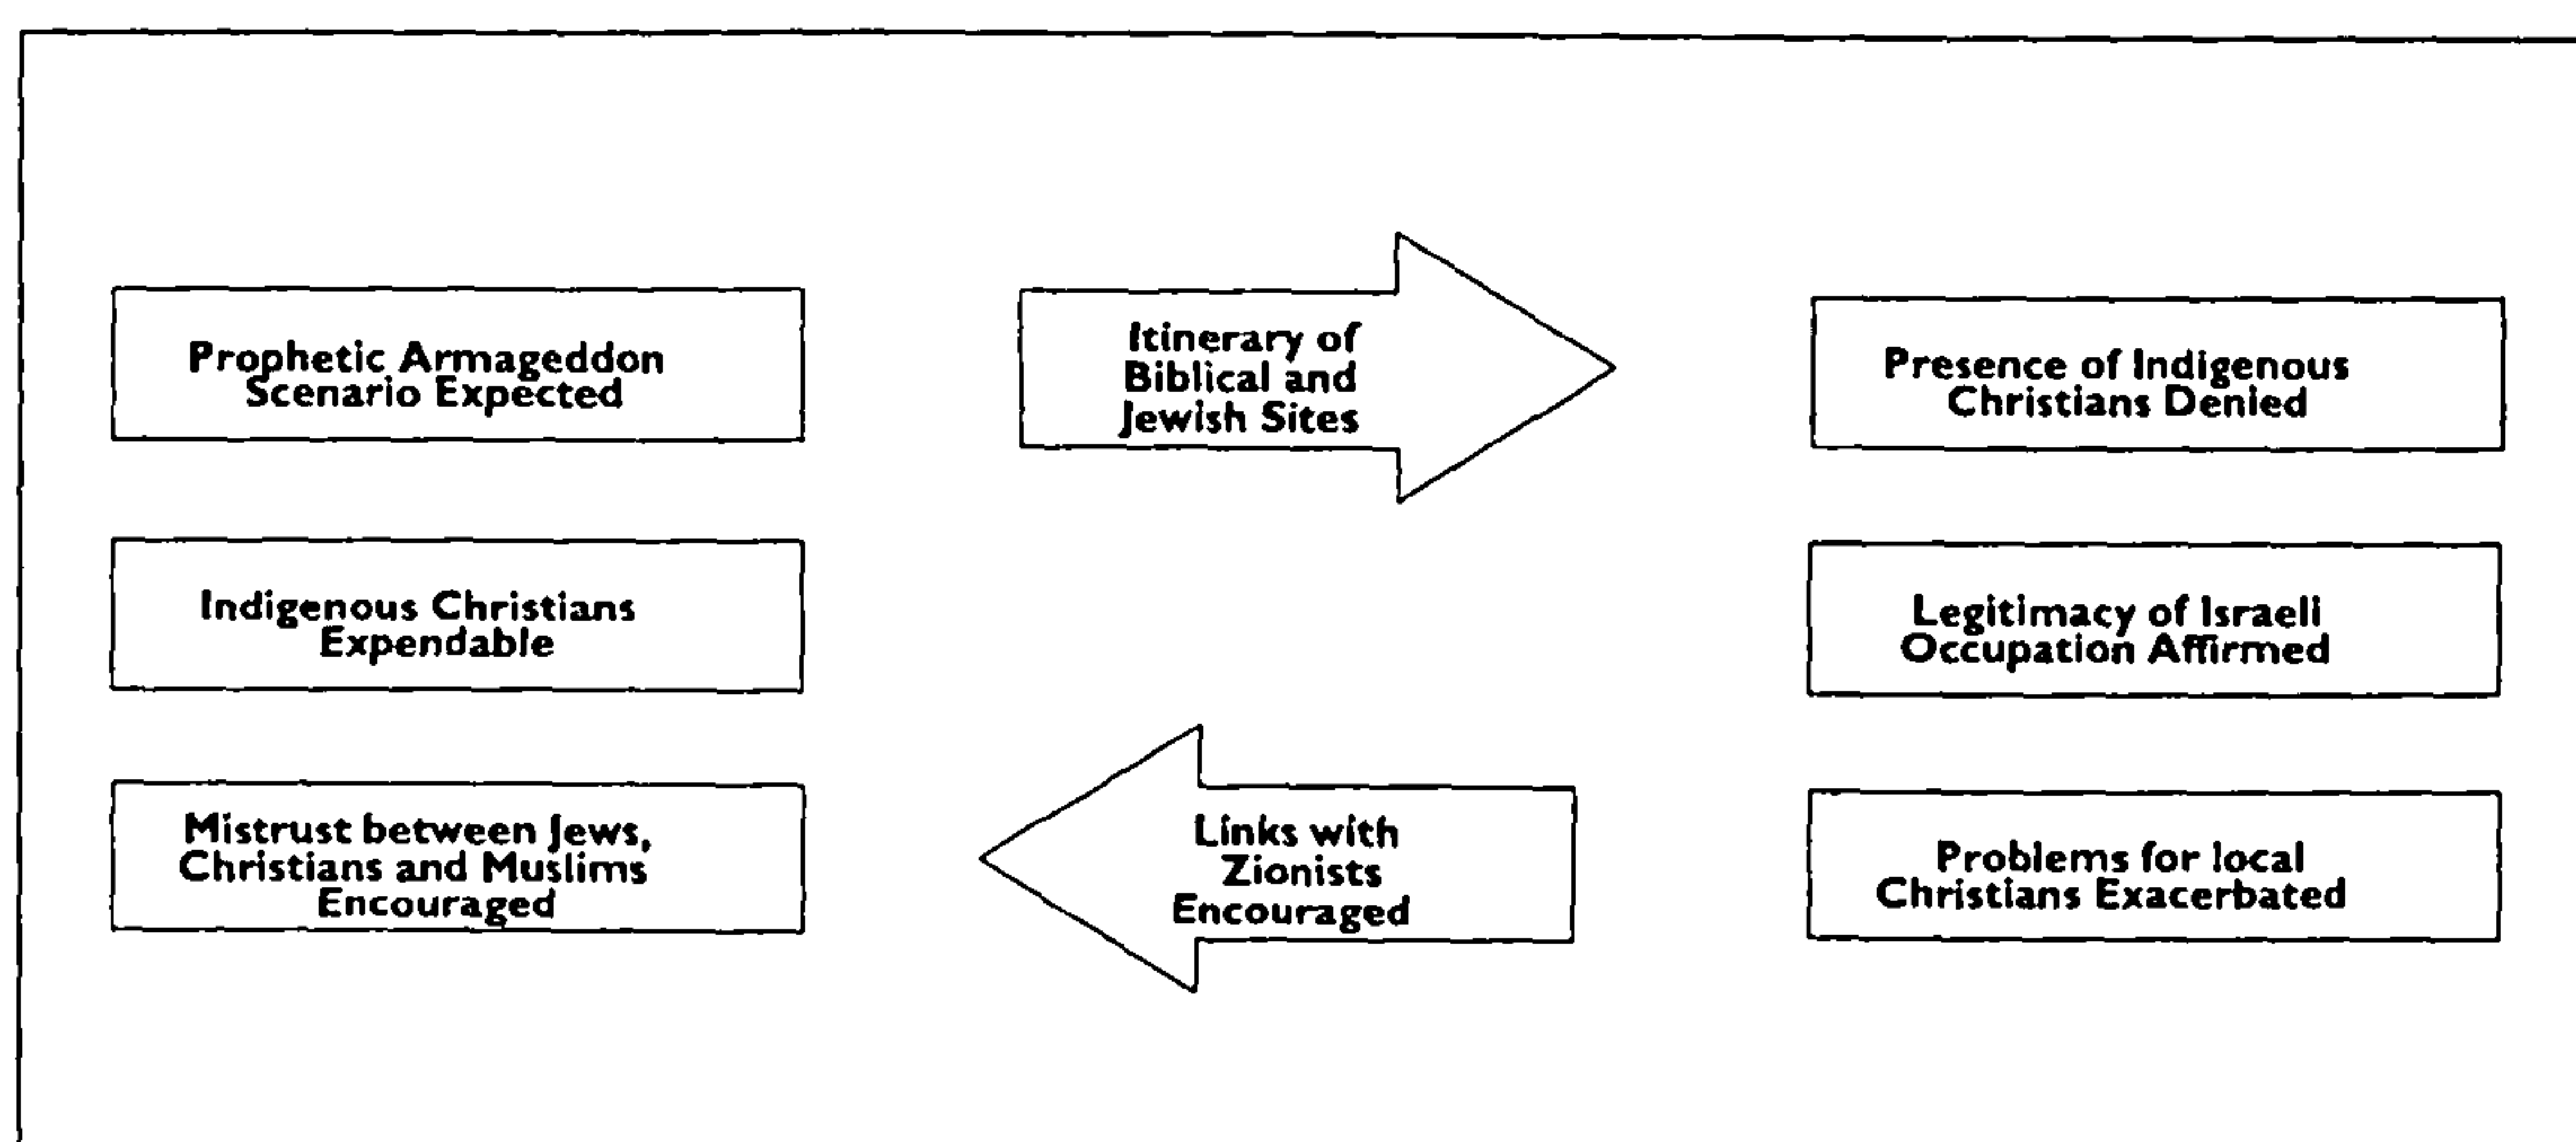 Prophetic Armageddon
Scenario Expected
Itinerary of
Biblical and
Jewish Sites
Presence of Indigenous
Christians Denied
Indigenous Christians
Expendable
Legitimacy of Israeli
Occupation Affirmed
Mistrust between Jews,
Christians and Muslims
Encouraged
Links with
Zionists
Encouraged
Problems for local
Christians Exacerbated